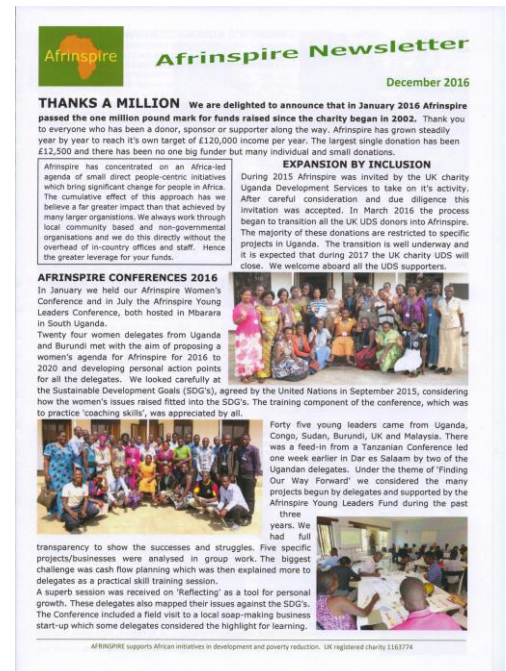 Afrinspire
Afrinspire Newsletter
December 2016
THANKS A MILLION We are delighted to announce that in January 2016 Afrinspire
passed the one million pound mark for funds raised since the charity began in 2002. Thank you
to everyone who has been a donor, sponsor or supporter along the way. Afrinspire has grown steadily
year by year to reach it's own target of £120,000 income per year. The largest single donation has been
£12,500 and there has been no one big funder but many individual and small donations.
Afrinspire has concentrated on an Africa-led
agenda of small direct people-centric initiatives
which bring significant change for people in Africa.
The cumulative effect of this approach has we
believe a far greater impact than that achieved by
many larger organistions. We always work through
local community based and non-governmental
organisations and we do this directly without the
overhead of in-country offices and staff. Hence
the greater leverage for your funds.
EXPANSION BY INCLUSION
During 2015 Afrinspire was invited by the UK charity
Uganda Development Services to take on it's activity.
After careful consideration and due diligence this
invitation was accepted. In March 2016 the process
began to transition all the UK UDS donors into Afrinspire.
The majority of these donations are restricted to specific
projects in Uganda. The transition is well underway and
it is expected that during 2017 the UK charity UDS will
close. We welcome aboard all the UDS supporters.
AFRINSPIRE CONFERENCES 2016
In January we held our Afrinspire Women's
Conference and in July the Afrinspire Young
Leaders Conference, both hosted in Mbarara
in South Uganda.
Twenty four women delegates from Uganda
and Burundi met with the aim of proposing a
women's agenda for Afrinspire for 2016 to
2020 and developing personal action points
for all the delegates. We looked carefully at
the Sustainable Development Goals (SDG's), agreed by the United Nations in September 2015, considering
how the women's issues raised fitted into the SDG's. The training component of the conference, which was
to practice 'coaching skills', was appreciated by all.
Forty five young leaders came from Uganda,
Congo, Sudan, Burundi, UK and Malaysia. There
was a feed-in from a Tanzanian Conference led
one week earlier in Dar es Salaam by two of the
Ugandan delegates. Under the theme of 'Finding
Our Way Forward' we considered the many
projects begun by delegates and supported by the
Afrinspire Young Leaders Fund during the past
three
years. We
had full
transparency to show the successes and struggles. Five specific
projects/businesses were analysed in group work. The biggest
challenge was cash flow planning which was then explained more to
delegates as a practical skill training session.
A superb session was received on 'Reflecting' as a tool for personal
growth. These delegates also mapped their issues against the SDG's.
The Conference included a field visit to a local soap-making business
start-up which some delegates considered the highlight for learning.
AFRINSPIRE supports African initiatives in development and poverty reduction. UK registered charity 1163774